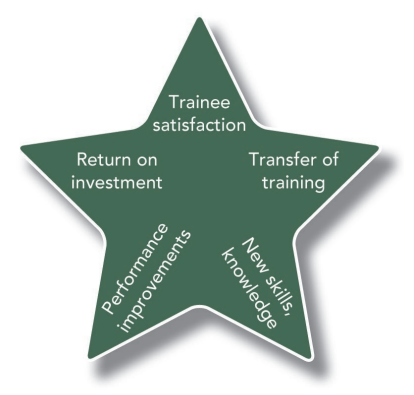 Trainee
satisfaction
Return on
investment
Transfer of
training
Performance
improvements
New skills,
knowledge